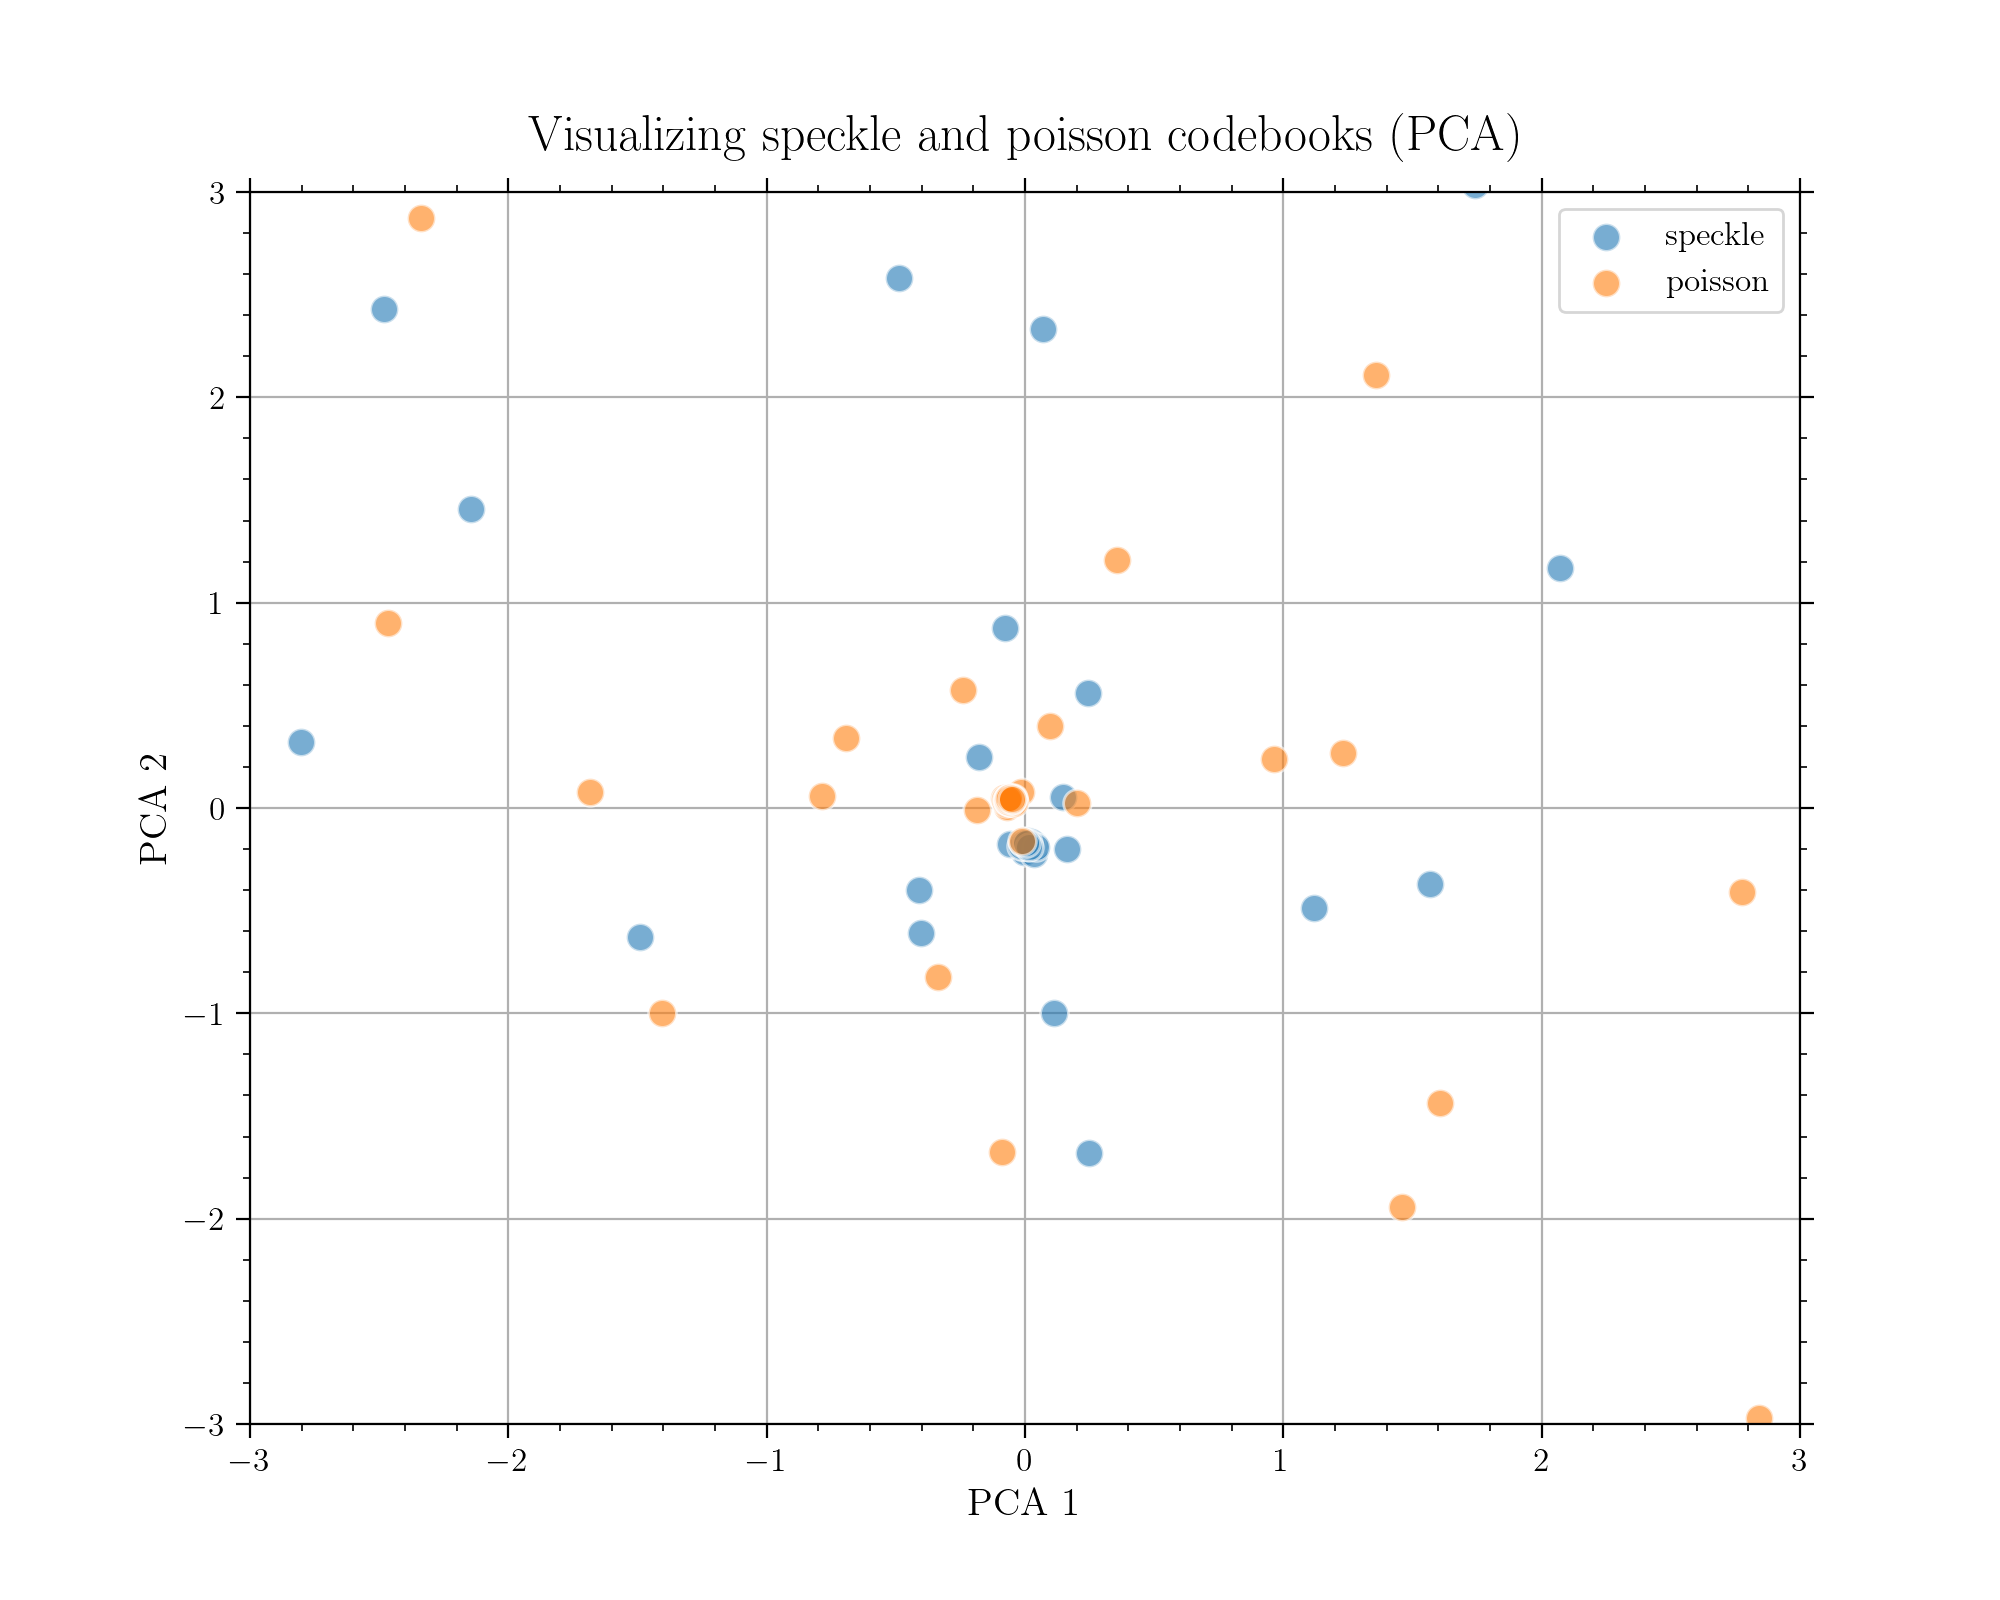 Visualizing speckle and poisson codebooks (PCA)
speckle
poisson
3
2
1
0
−1
−2
−3
PCA 2
−3 −2 −1 0 1 2 3
PCA 1